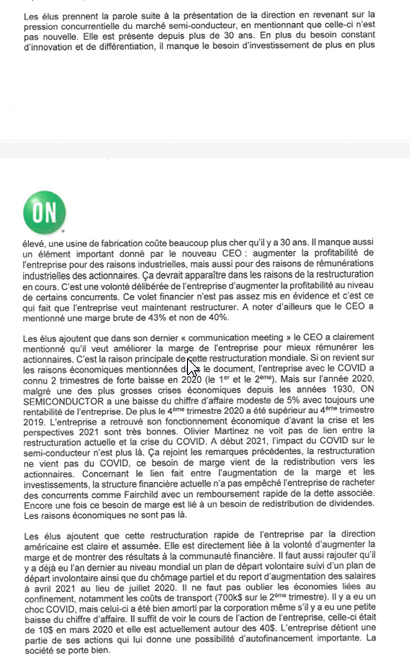 Les élus prennent la parole suite à la présentation de la direction en revenant sur la
pression concurrentielle du marché semi-conducteur, en mentionnant que celle-ci n'est
pas nouvelle. Elle est présente depuis plus de 30 ans. En plus du besoin constant
d'innovation et de différentiation, il manque le besoin d'investissement de plus en plus
ON
élevé, une usine de fabrication coûte beaucoup plus cher qu'il y a 30 ans. Il manque aussi
un élément important donné par le nouveau CEO : augmenter la profitabilité de
l'entreprise pour des raisons industrielles, mais aussi pour des raisons de rémunérations
industrielles des actionnaires. Ça devrait apparaître dans les raisons de la restructuration
en cours. C'est une volonté délibérée de l'entreprise d'augmenter la profitabilité au niveau
de certains concurrents. Ce volet financier n'est pas assez mis en évidence et c'est ce
qui fait que l'entreprise veut maintenant restructurer. A noter d'ailleurs que le CEO a
mentionné une marge brute de 43% et non de 40%.
Les élus ajoutent que dans son dernier « communication meeting » le CEO a clairement
mentionné qu'il veut améliorer la marge de l'entreprise pour mieux rémunérer les
actionnaires. C'est la raison principale de cette restructuration mondiale. Si on revient sur
les raisons économiques mentionnées le document, l'entreprise avec le COVID a
connu 2 trimestres de forte baisse en 2020 (le 1er et le 2ème). Mais sur l'année 2020,
malgré une des plus grosses crises économiques depuis les années 1930, ON
SEMICONDUCTOR a une baisse du chiffre d'affaire modeste de 5% avec toujours une
rentabilité de l'entreprise. De plus le 4ème trimestre 2020 a été supérieur au 4ème trimestre
2019. L'entreprise a retrouvé son fonctionnement économique d'avant la crise et les
perspectives 2021 sont très bonnes. Olivier Martinez ne voit pas de lien entre la
restructuration actuelle et la crise du COVID. A début 2021, l'impact du COVID sur le
semi-conducteur n'est plus là. Ça rejoint les remarques précédentes, la restructuration
ne vient pas du COVID, ce besoin de marge vient de la redistribution vers les
actionnaires. Concernant le lien fait entre l'augmentation de la marge et les
investissements, la structure financière actuelle n'a pas empêché l'entreprise de racheter
des concurrents comme Fairchild avec un remboursement rapide de la dette associée.
Encore une fois ce besoin de marge est lié à un besoin de redistribution de dividendes.
Les raisons économiques ne sont pas là.
Les élus ajoutent que cette restructuration rapide de l'entreprise par la direction
américaine est claire et assumée. Elle est directement liée à la volonté d'augmenter la
marge et de montrer des résultats à la communauté financière. Il faut aussi rajouter qu'il
y a déjà eu l'an dernier au niveau mondial un plan de départ volontaire suivi d'un plan de
départ involontaire ainsi que du chômage partiel et du report d'augmentation des salaires
à avril 2021 au lieu de juillet 2020. Il ne faut pas oublier les économies liées au
confinement, notamment les coûts de transport (700k$ sur le 2ème trimestre). Il y a eu un
choc COVID, mais celui-ci a été bien amorti par la corporation même s'il y a eu une petite
baisse du chiffre d'affaire. Il suffit de voir le cours de l'action de l'entreprise, celle-ci était
de 10$ en mars 2020 et elle est actuellement autour des 40$. L'entreprise détient une
partie de ses actions qui lui donne une possibilité d'autofinancement importante. La
société se porte bien.